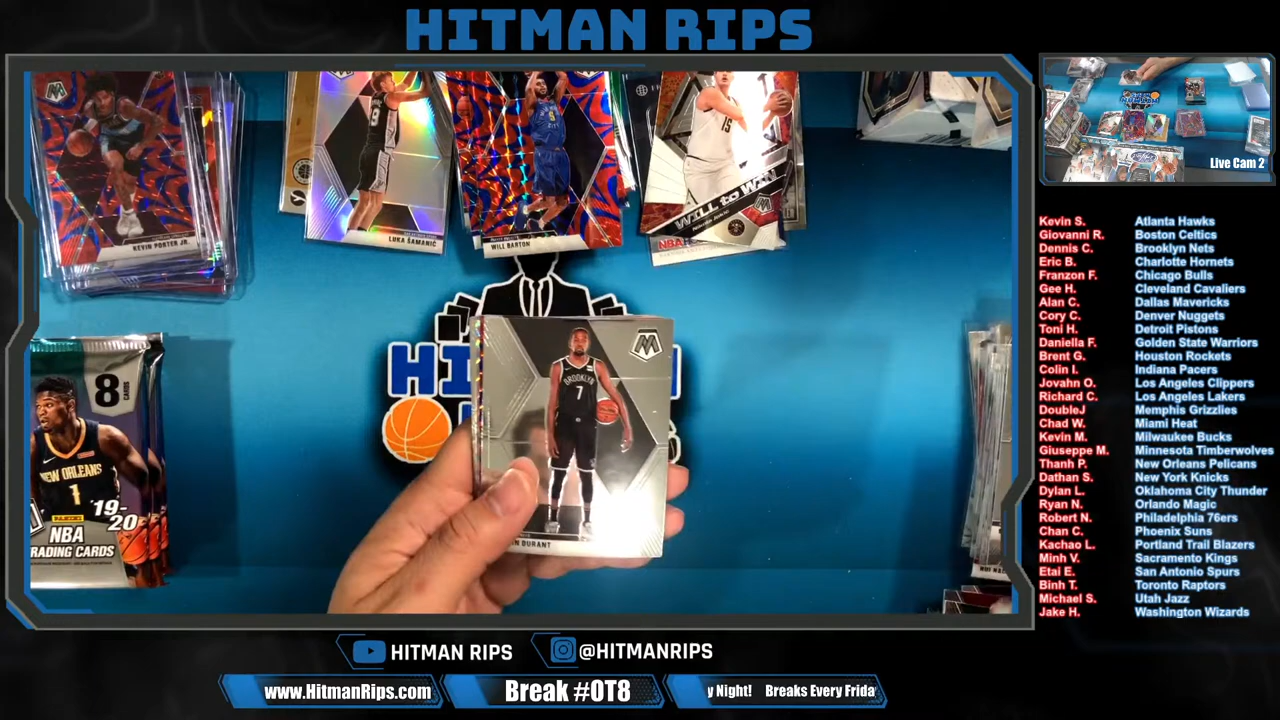 HITMAN RIPS
KEVIN PORTER JR.
LUKA ŠAMANIĆ
WILL BARTON
WILL TO WIN
15
5
BROOKLYN
7
8
CARDS
NEW ORLEANS
1
19-
20
PANINI
NBA
TRADING CARDS
DURANT
Live Cam 2
Kevin S. Atlanta Hawks
Giovanni R. Boston Celtics
Dennis C. Brooklyn Nets
Eric B. Charlotte Hornets
Franzon F. Chicago Bulls
Gee H. Cleveland Cavaliers
Alan C. Dallas Mavericks
Cory C. Denver Nuggets
Toni H. Detroit Pistons
Daniella F. Golden State Warriors
Brent G. Houston Rockets
Colin I. Indiana Pacers
Jovahn O. Los Angeles Clippers
Richard C. Los Angeles Lakers
DoubleJ Memphis Grizzlies
Chad W. Miami Heat
Kevin M. Milwaukee Bucks
Giuseppe M. Minnesota Timberwolves
Thanh P. New Orleans Pelicans
Dathan S. New York Knicks
Dylan L. Oklahoma City Thunder
Ryan N. Orlando Magic
Robert N. Philadelphia 76ers
Chan C. Phoenix Suns
Kachao L. Portland Trail Blazers
Minh V. Sacramento Kings
Etai E. San Antonio Spurs
Binh T. Toronto Raptors
Michael S. Utah Jazz
Jake H. Washington Wizards
HITMAN RIPS
@HITMANRIPS
www.HitmanRips.com
Break #OT8
y Night! Breaks Every Frida